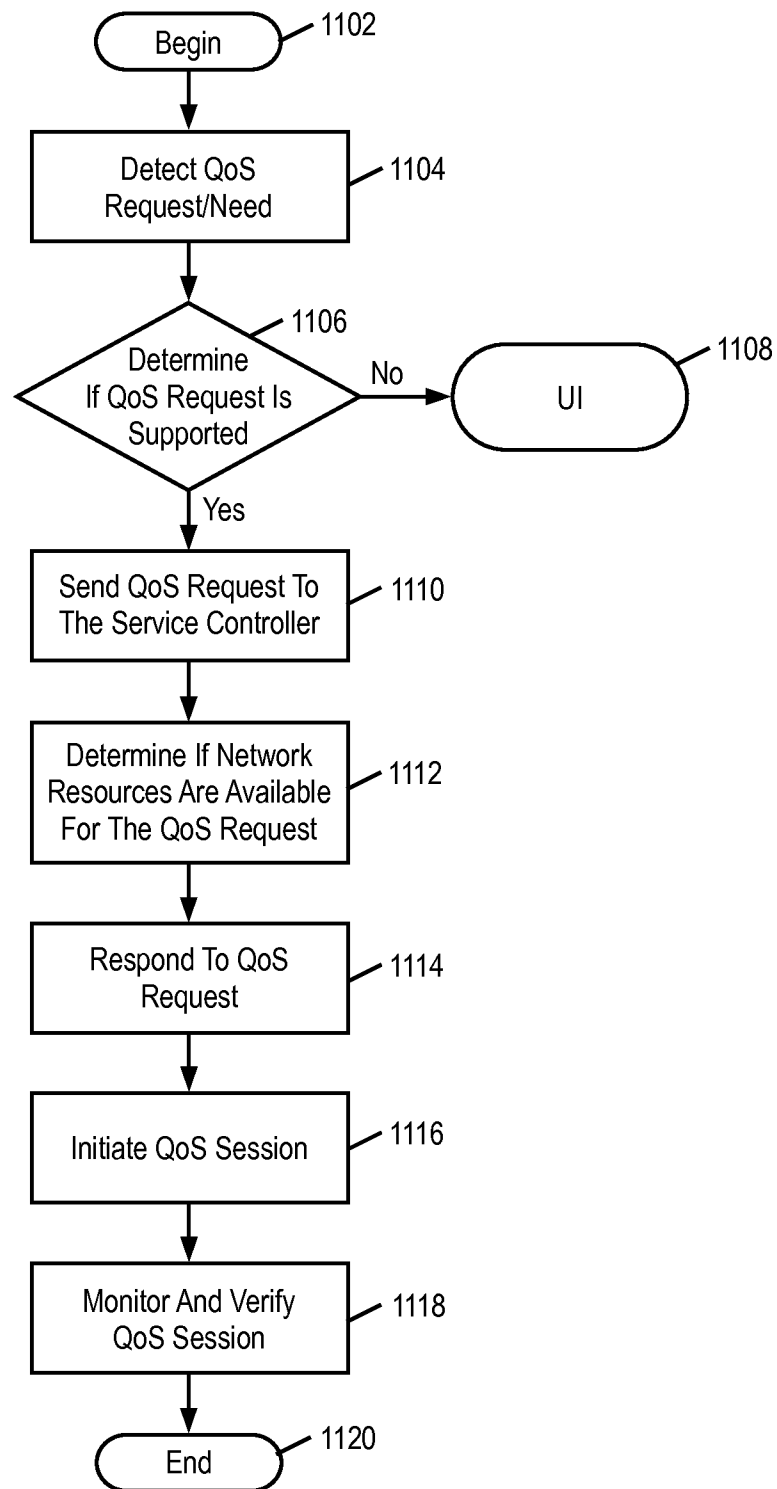 Begin
1102
Detect QoS
Request/Need
1104
1106
Determine
If QoS Request Is
Supported
No
UI
1108
Yes
Send QoS Request To
The Service Controller
1110
Determine If Network
Resources Are Available
For The QoS Request
1112
Respond To QoS
Request
1114
Initiate QoS Session
1116
Monitor And Verify
QoS Session
1118
End
1120